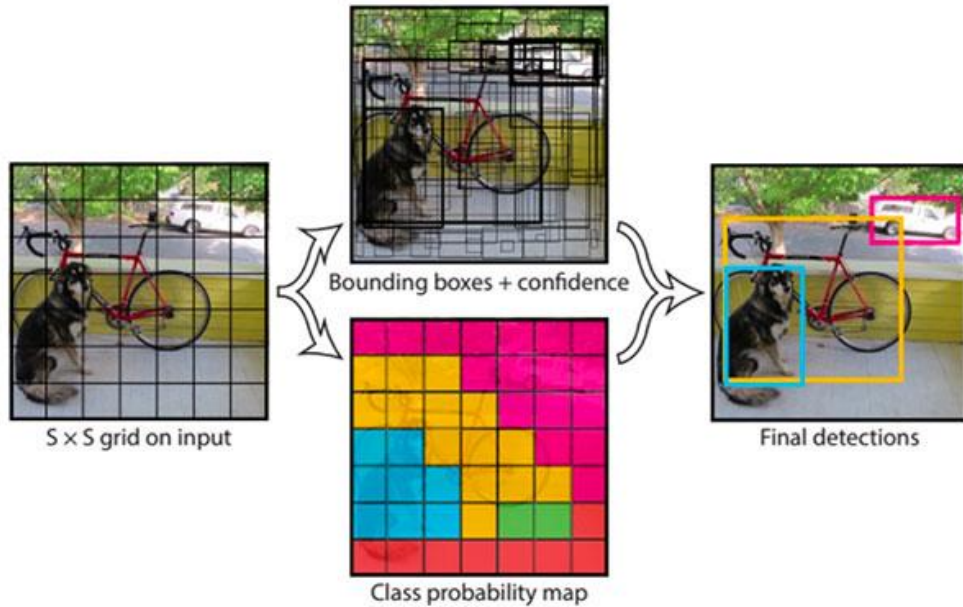 Bounding boxes + confidence
S × S grid on input
Final detections
Class probability map